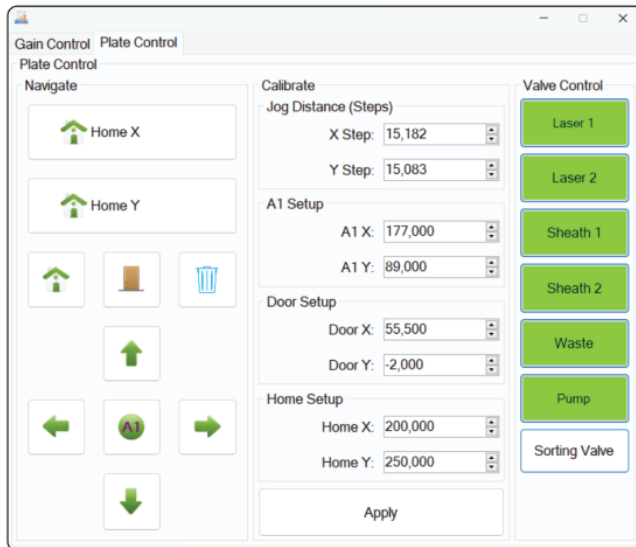 Gain Control Plate Control
Plate Control
Navigate
Home X
Home Y
A1
Calibrate
Jog Distance (Steps)
X Step: 15,182
Y Step: 15,083
A1 Setup
A1 X: 177,000
A1 Y: 89,000
Door Setup
Door X: 55,500
Door Y: -2,000
Home Setup
Home X: 200,000
Home Y: 250,000
Apply
Valve Control
Laser 1
Laser 2
Sheath 1
Sheath 2
Waste
Pump
Sorting Valve